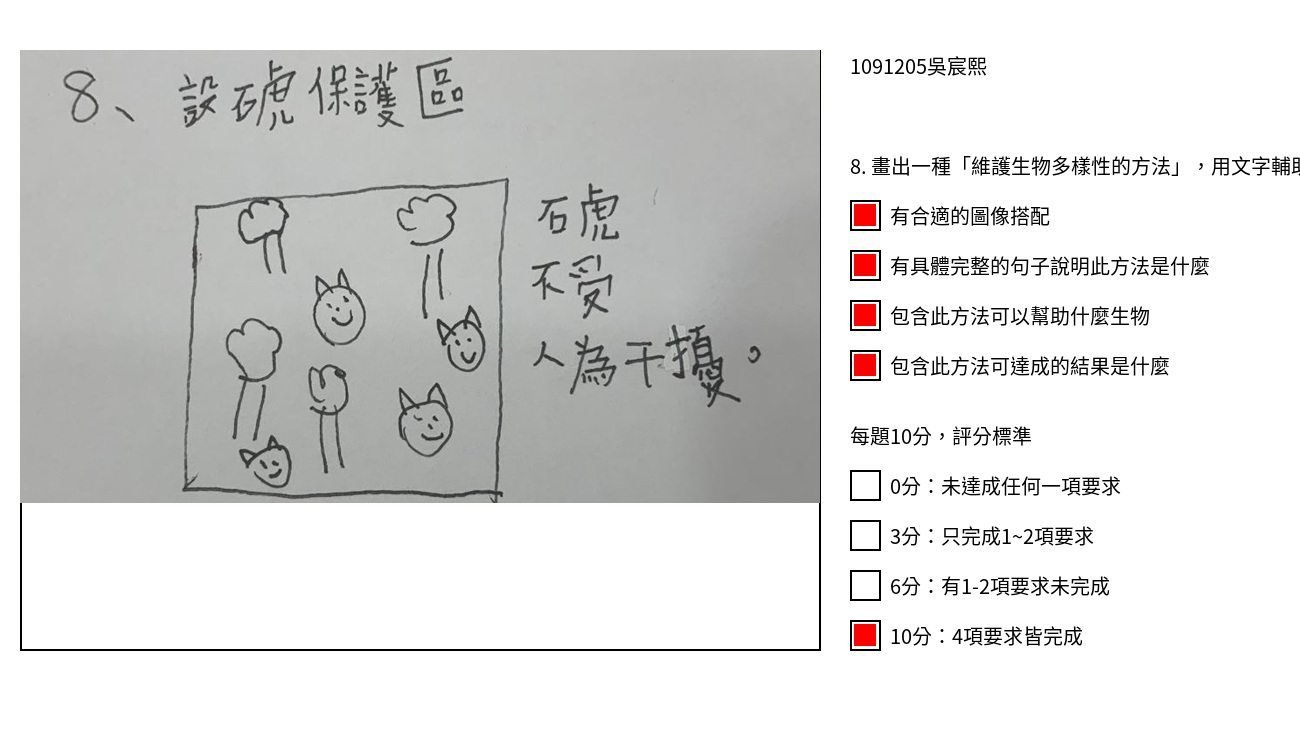 8、設石虎保護區
石虎
不受
人為干擾。
1091205吳宸熙
8. 畫出一種「維護生物多樣性的方法」，用文字輔
有合適的圖像搭配
有具體完整的句子說明此方法是什麼
包含此方法可以幫助什麼生物
包含此方法可達成的結果是什麼
每題10分，評分標準
0分：未達成任何一項要求
3分：只完成1~2項要求
6分：有1-2項要求未完成
10分：4項要求皆完成